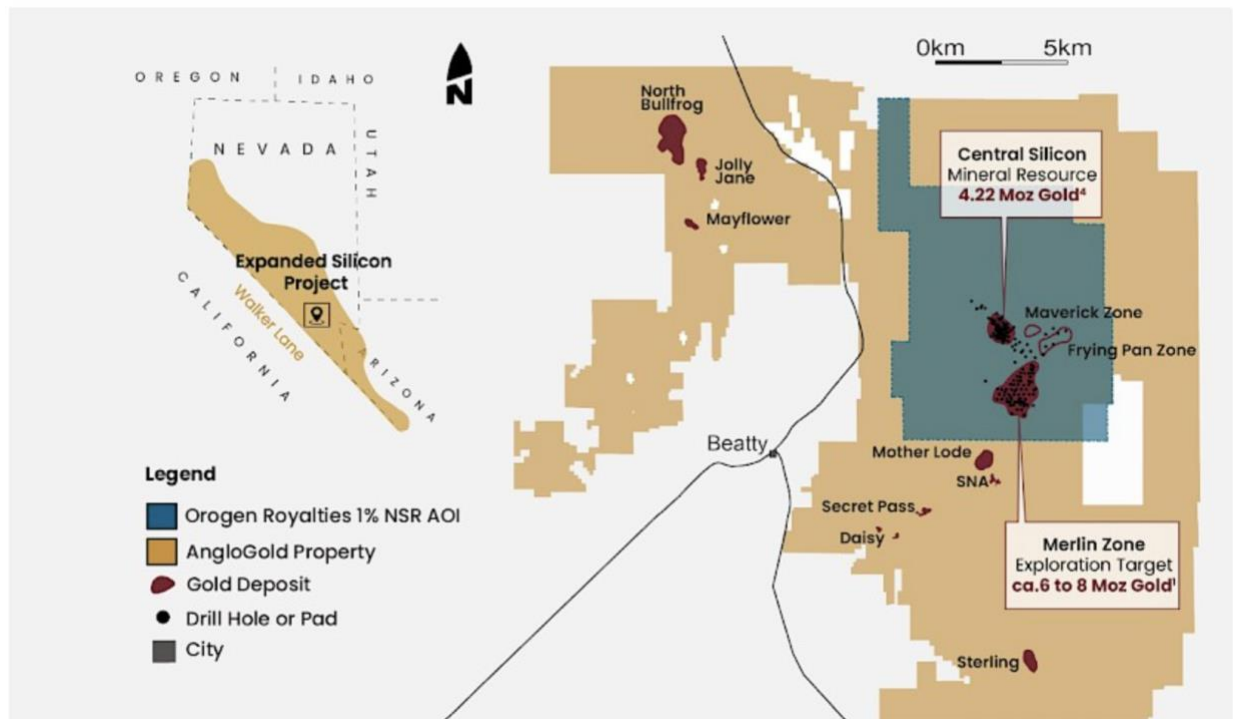 OREGON
IDAHO
NEVADA
UTAH
Expanded Silicon
Project
Walker Lane
CALIFORNIA
ARIZONA
N
Legend
Orogen Royalties 1% NSR AOI
AngloGold Property
Gold Deposit
Drill Hole or Pad
City
0km 5km
North
Bullfrog
Jolly
Jane
Mayflower
Central Silicon
Mineral Resource
4.22 Moz Gold⁴
Maverick Zone
Frying Pan Zone
Beatty
Mother Lode
SNA
Secret Pass
Daisy
Merlin Zone
Exploration Target
ca.6 to 8 Moz Gold¹
Sterling